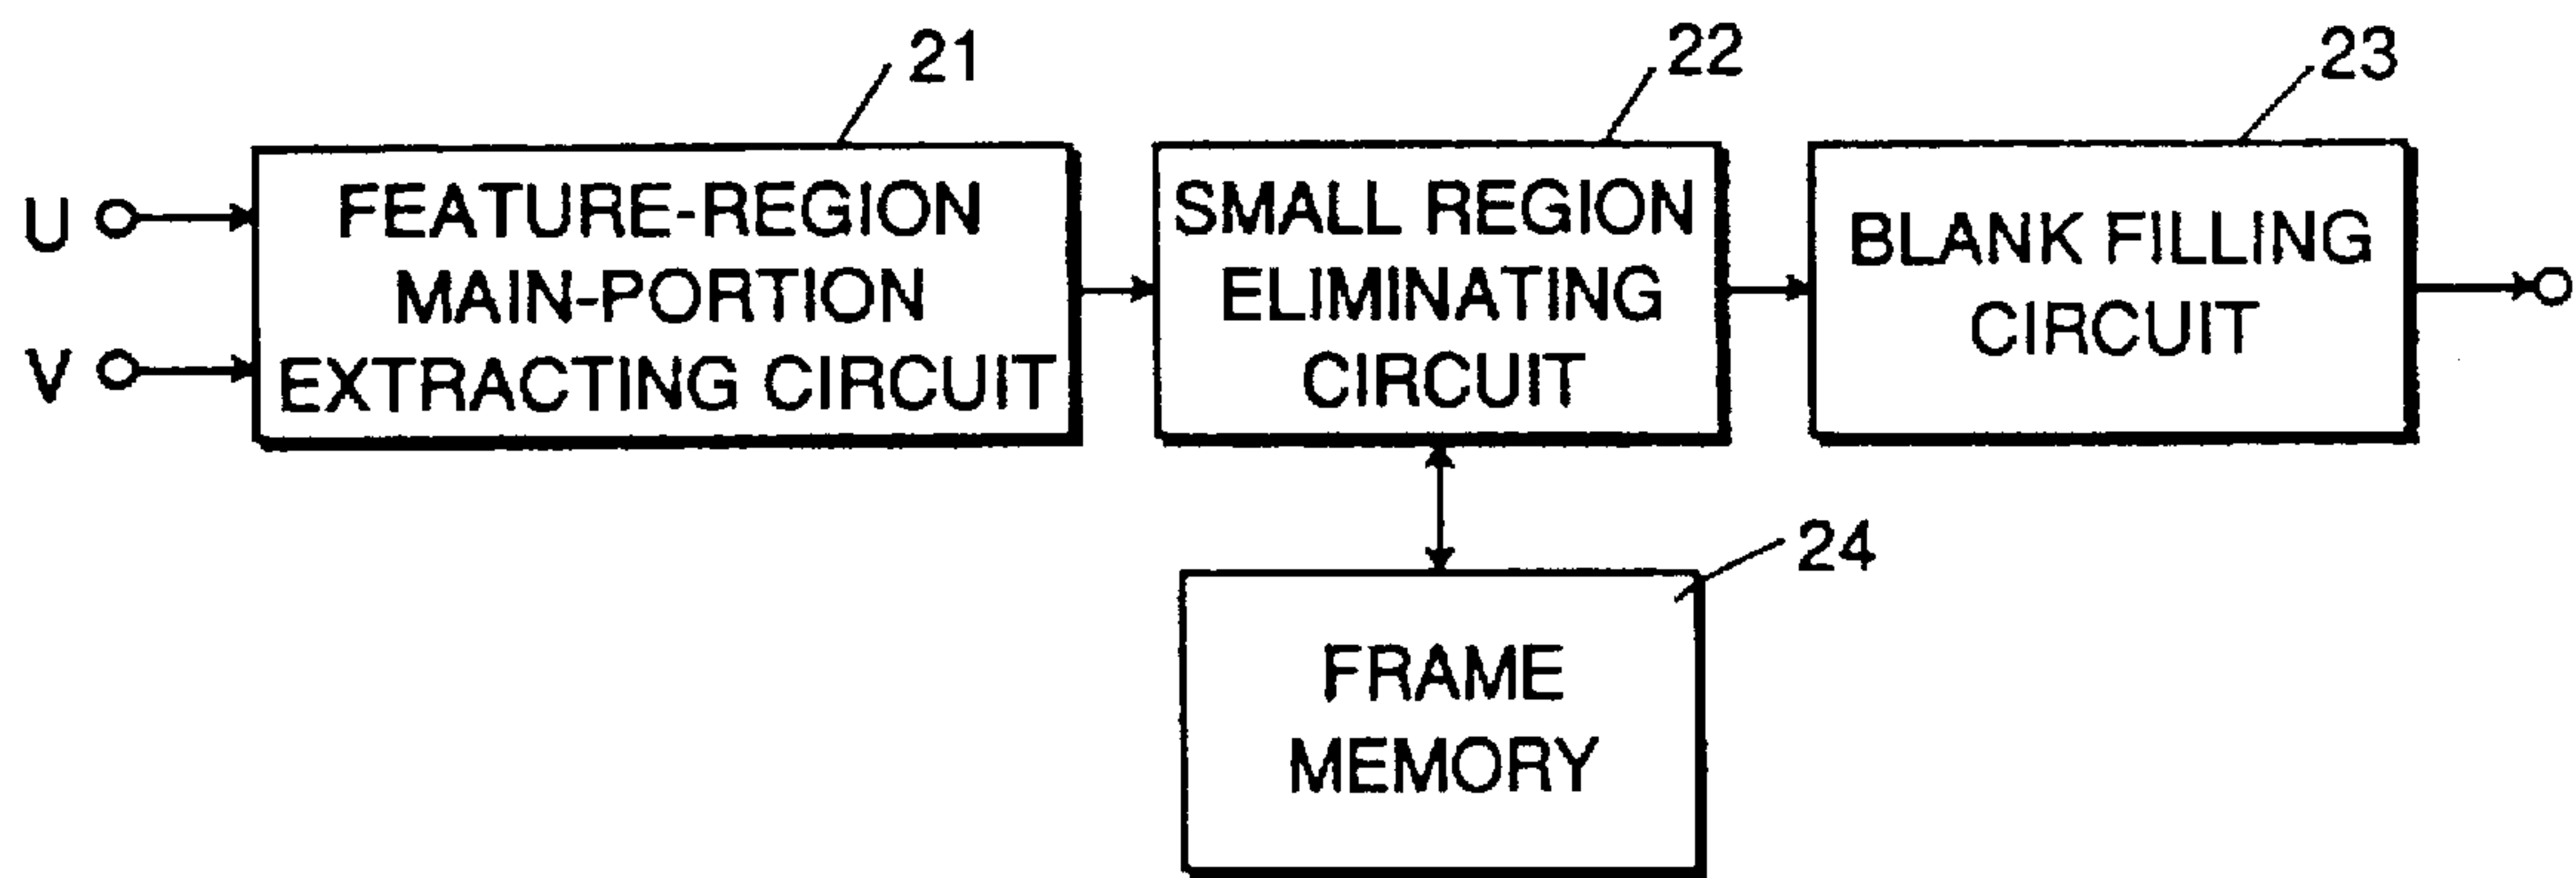 21
22
23
U
V
FEATURE-REGION
MAIN-PORTION
EXTRACTING CIRCUIT
SMALL REGION
ELIMINATING
CIRCUIT
BLANK FILLING
CIRCUIT
24
FRAME
MEMORY